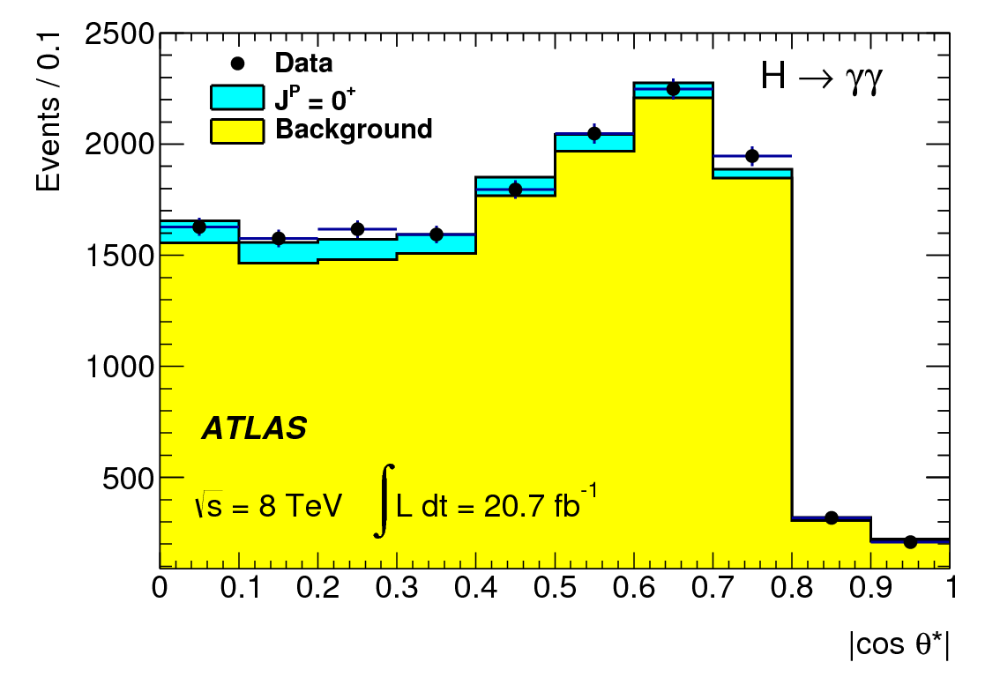 Events / 0.1
2500
2000
1500
1000
500
Data
J^P = 0^+
Background
H → γγ
ATLAS
√s = 8 TeV ∫ L dt = 20.7 fb^-1
0 0.1 0.2 0.3 0.4 0.5 0.6 0.7 0.8 0.9 1
|cos θ*|